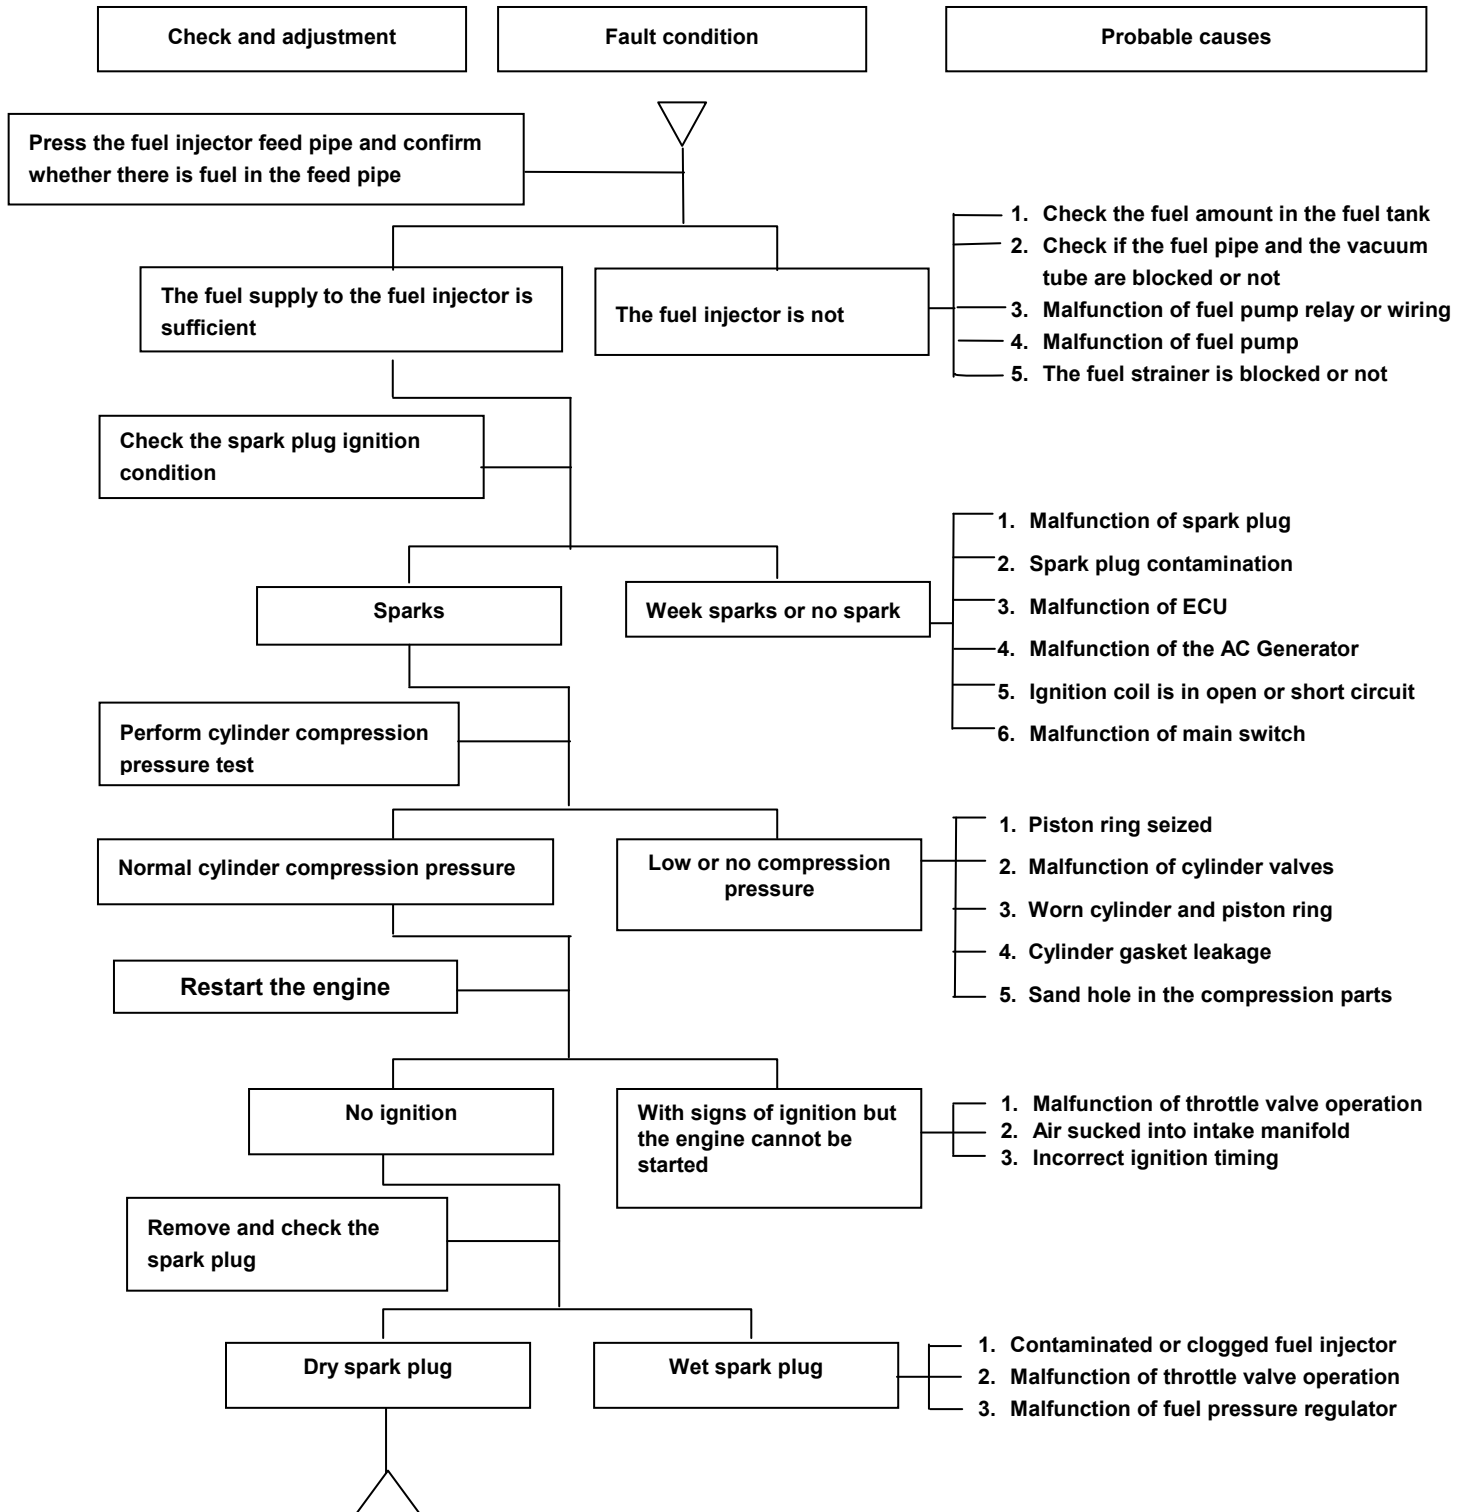 Check and adjustment
Fault condition
Probable causes
Press the fuel injector feed pipe and confirm
whether there is fuel in the feed pipe
The fuel supply to the fuel injector is
sufficient
The fuel injector is not
1. Check the fuel amount in the fuel tank
2. Check if the fuel pipe and the vacuum
tube are blocked or not
3. Malfunction of fuel pump relay or wiring
4. Malfunction of fuel pump
5. The fuel strainer is blocked or not
Check the spark plug ignition
condition
Sparks
Week sparks or no spark
1. Malfunction of spark plug
2. Spark plug contamination
3. Malfunction of ECU
4. Malfunction of the AC Generator
5. Ignition coil is in open or short circuit
6. Malfunction of main switch
Perform cylinder compression
pressure test
Normal cylinder compression pressure
Low or no compression
pressure
1. Piston ring seized
2. Malfunction of cylinder valves
3. Worn cylinder and piston ring
4. Cylinder gasket leakage
5. Sand hole in the compression parts
Restart the engine
No ignition
With signs of ignition but
the engine cannot be
started
1. Malfunction of throttle valve operation
2. Air sucked into intake manifold
3. Incorrect ignition timing
Remove and check the
spark plug
Dry spark plug
Wet spark plug
1. Contaminated or clogged fuel injector
2. Malfunction of throttle valve operation
3. Malfunction of fuel pressure regulator